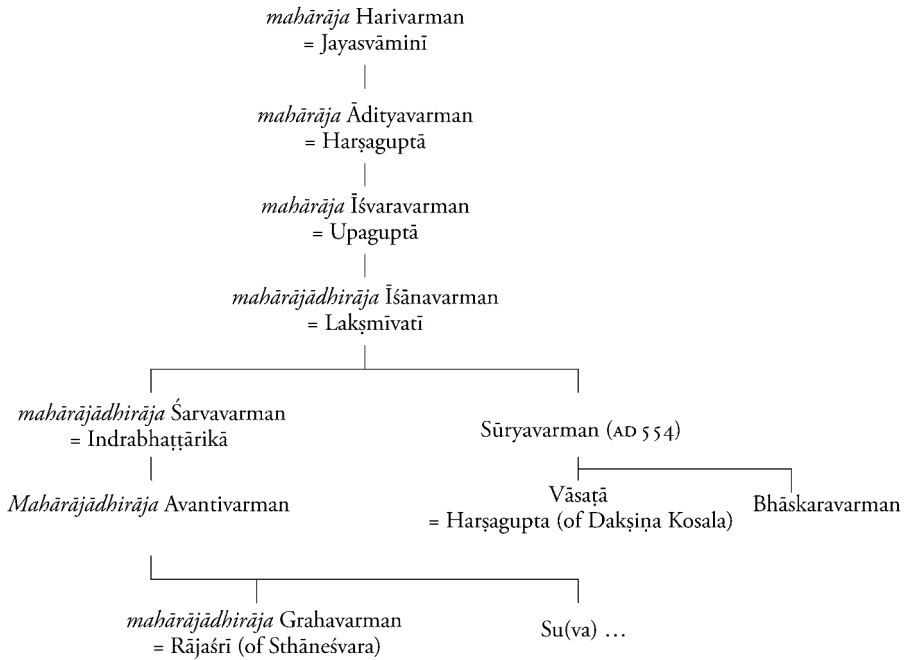 mahārāja Harivarman
= Jayasvāminī
mahārāja Ādityavarman
= Harṣaguptā
mahārāja Īśvaravarman
= Upaguptā
mahārājādhirāja Īśānavarman
= Lakṣmīvatī
mahārājādhirāja Śarvavarman
= Indrabhaṭṭārikā
Sūryavarman (AD 554)
Mahārājādhirāja Avantivarman
Vāsaṭā
= Harṣagupta (of Dakṣiṇa Kosala)
Bhāskaravarman
mahārājādhirāja Grahavarman
= Rājaśrī (of Sthāneśvara)
Su(va) …